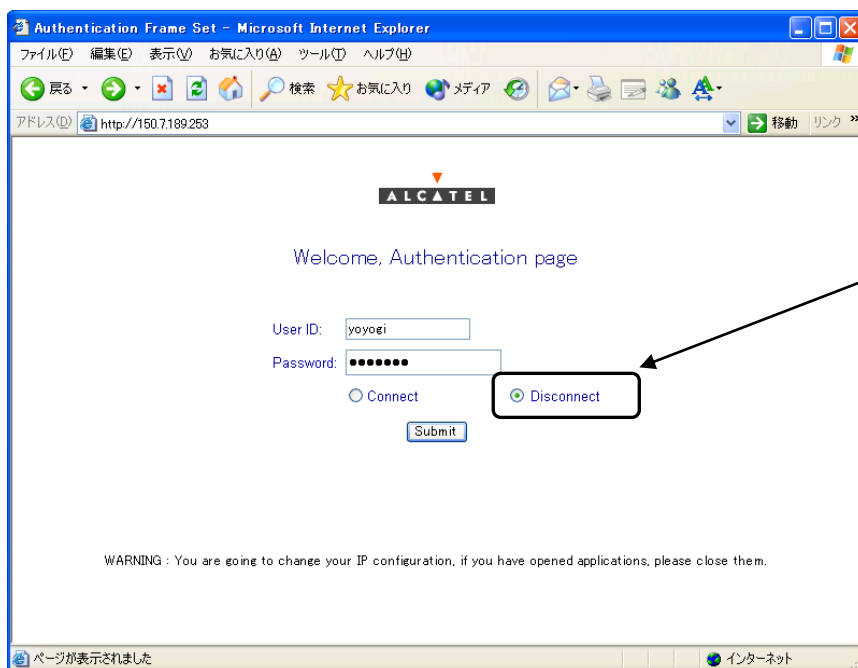 Authentication Frame Set - Microsoft Internet Explorer
ファイル(F) 編集(E) 表示(V) お気に入り(A) ツール(T) ヘルプ(H)
戻る 検索 お気に入り メディア
アドレス(D) http://150.7.189.253 移動 リンク »
ALCATEL
Welcome, Authentication page
User ID: yoyogi
Password: ●●●●●●●
Connect Disconnect
Submit
WARNING : You are going to change your IP configuration, if you have opened applications, please close them.
ページが表示されました インターネット